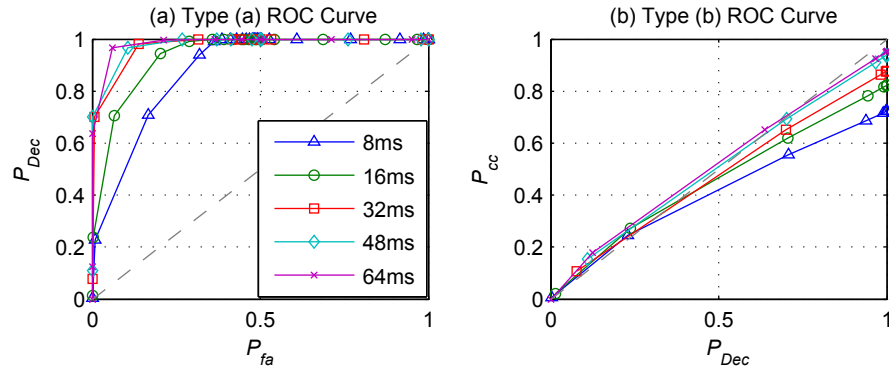 (a) Type (a) ROC Curve
1
0.8
0.6
0.4
0.2
0
P_Dec
0
0.5
1
P_fa
8ms
16ms
32ms
48ms
64ms
(b) Type (b) ROC Curve
1
0.8
0.6
0.4
0.2
0
P_cc
0
0.5
1
P_Dec